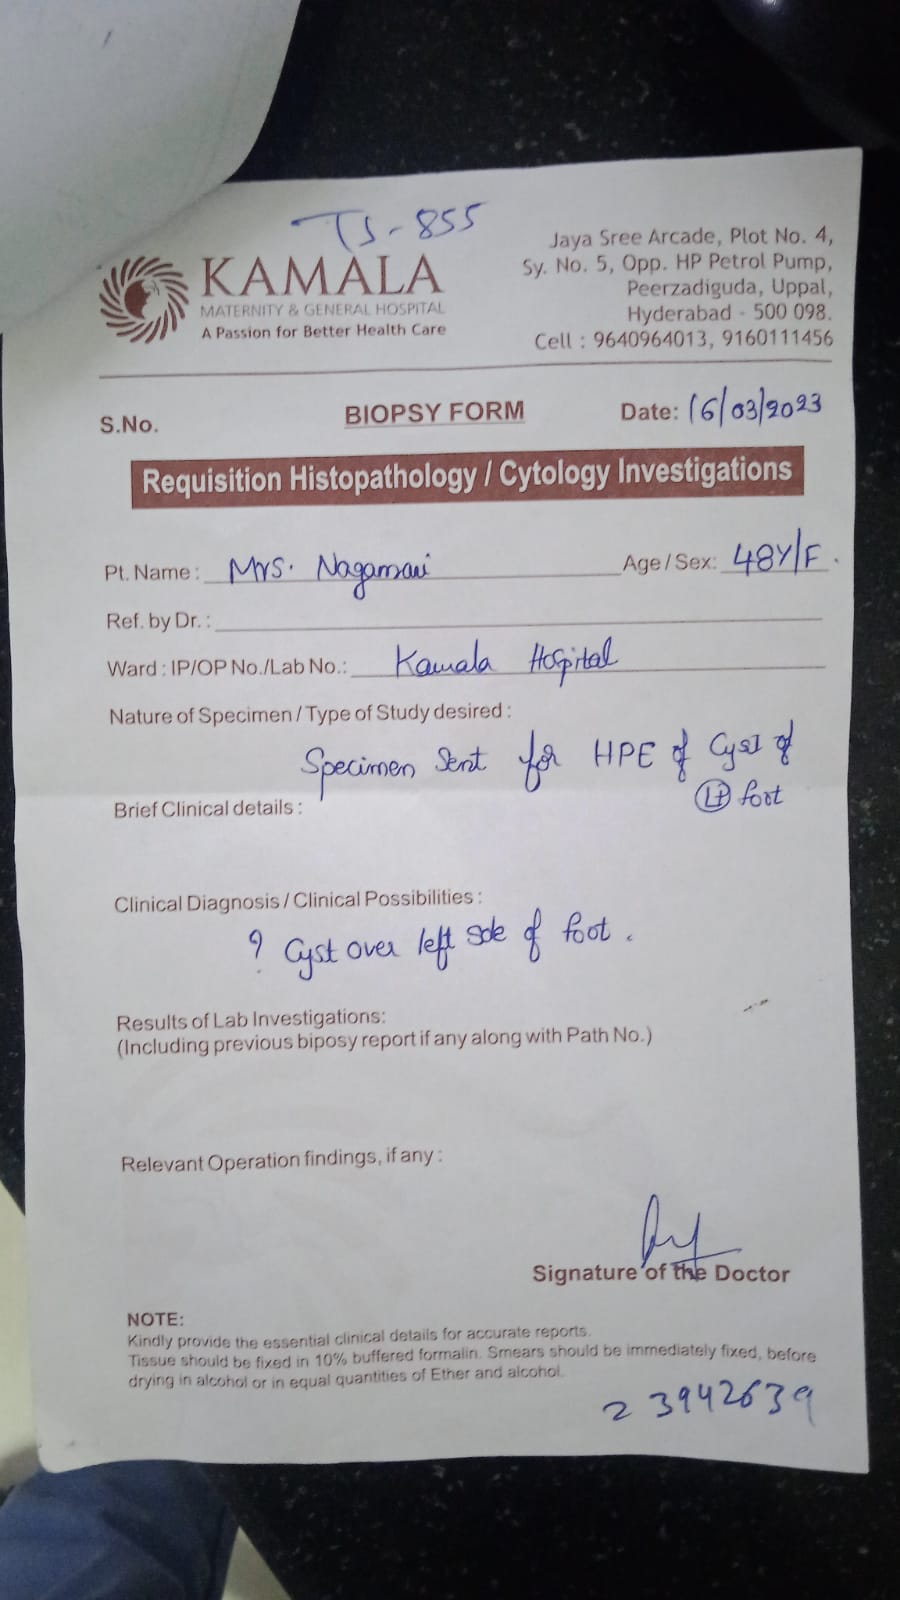 TS-855
KAMALA
MATERNITY & GENERAL HOSPITAL
A Passion for Better Health Care
Jaya Sree Arcade, Plot No. 4,
Sy. No. 5, Opp. HP Petrol Pump,
Peerzadiguda, Uppal,
Hyderabad - 500 098.
Cell : 9640964013, 9160111456
S.No.
BIOPSY FORM
Date: 16/03/2023
Requisition Histopathology / Cytology Investigations
Pt. Name : Mrs. Nagamani Age / Sex: 48Y/F.
Ref. by Dr. :
Ward : IP/OP No./Lab No.: Kamala Hospital
Nature of Specimen / Type of Study desired :
Specimen Sent for HPE of Cyst of
Lt foot
Brief Clinical details :
Clinical Diagnosis / Clinical Possibilities :
? Cyst over left sole of foot.
Results of Lab Investigations:
(Including previous biposy report if any along with Path No.)
Relevant Operation findings, if any :
Signature of the Doctor
NOTE:
Kindly provide the essential clinical details for accurate reports.
Tissue should be fixed in 10% buffered formalin. Smears should be immediately fixed, before
drying in alcohol or in equal quantities of Ether and alcohol.
23942639